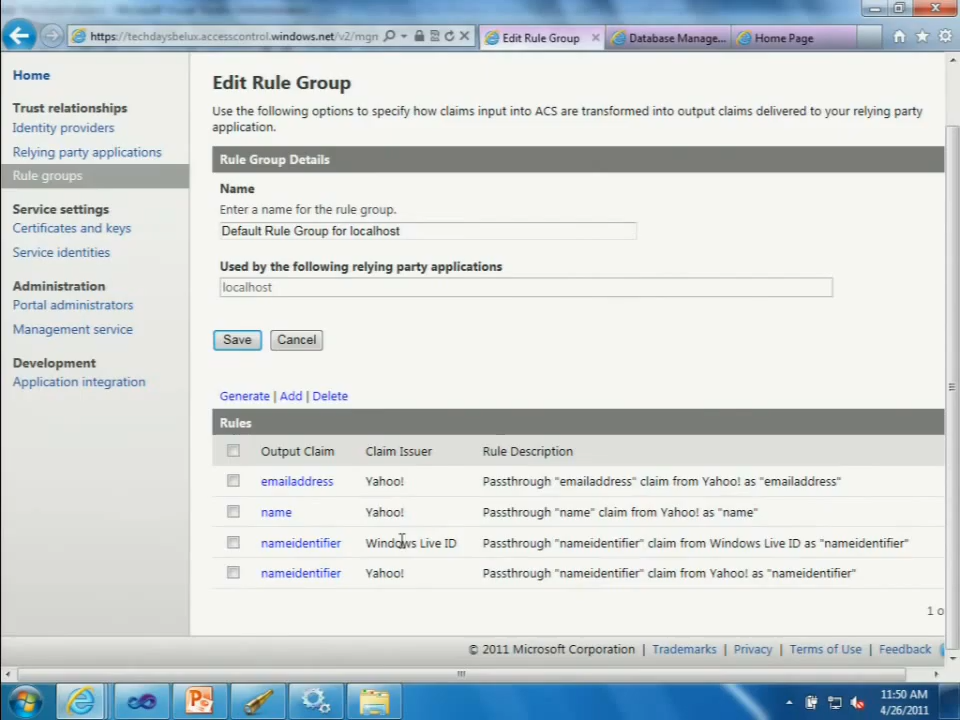 https://techdaysbelux.accesscontrol.windows.net/v2/mgn
Edit Rule Group
Database Manage...
Home Page
Home
Trust relationships
Identity providers
Relying party applications
Rule groups
Service settings
Certificates and keys
Service identities
Administration
Portal administrators
Management service
Development
Application integration
Edit Rule Group
Use the following options to specify how claims input into ACS are transformed into output claims delivered to your relying party
application.
Rule Group Details
Name
Enter a name for the rule group.
Default Rule Group for localhost
Used by the following relying party applications
localhost
Save Cancel
Generate | Add | Delete
Rules
Output Claim Claim Issuer Rule Description
emailaddress Yahoo! Passthrough "emailaddress" claim from Yahoo! as "emailaddress"
name Yahoo! Passthrough "name" claim from Yahoo! as "name"
nameidentifier Windows Live ID Passthrough "nameidentifier" claim from Windows Live ID as "nameidentifier"
nameidentifier Yahoo! Passthrough "nameidentifier" claim from Yahoo! as "nameidentifier"
1 o
© 2011 Microsoft Corporation | Trademarks | Privacy | Terms of Use | Feedback
11:50 AM
4/26/2011